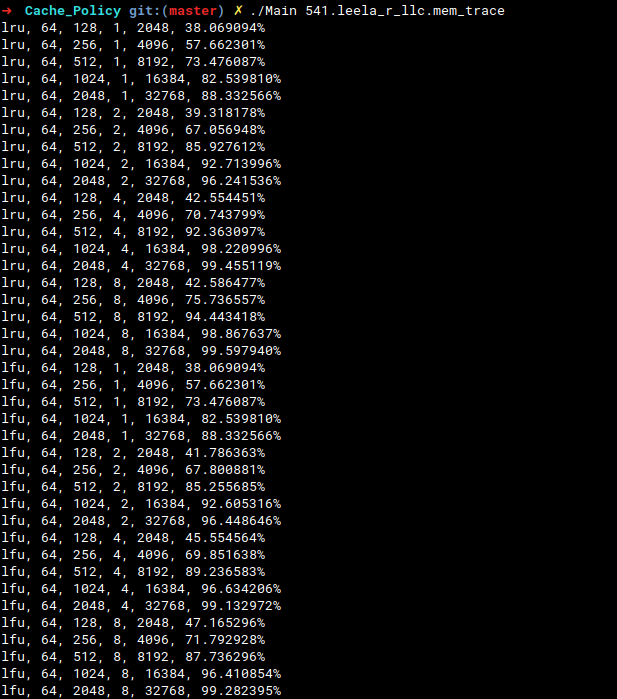 ➜ Cache_Policy git:(master) ✗ ./Main 541.leela_r_llc.mem_trace
lru, 64, 128, 1, 2048, 38.069094%
lru, 64, 256, 1, 4096, 57.662301%
lru, 64, 512, 1, 8192, 73.476087%
lru, 64, 1024, 1, 16384, 82.539810%
lru, 64, 2048, 1, 32768, 88.332566%
lru, 64, 128, 2, 2048, 39.318178%
lru, 64, 256, 2, 4096, 67.056948%
lru, 64, 512, 2, 8192, 85.927612%
lru, 64, 1024, 2, 16384, 92.713996%
lru, 64, 2048, 2, 32768, 96.241536%
lru, 64, 128, 4, 2048, 42.554451%
lru, 64, 256, 4, 4096, 70.743799%
lru, 64, 512, 4, 8192, 92.363097%
lru, 64, 1024, 4, 16384, 98.220996%
lru, 64, 2048, 4, 32768, 99.455119%
lru, 64, 128, 8, 2048, 42.586477%
lru, 64, 256, 8, 4096, 75.736557%
lru, 64, 512, 8, 8192, 94.443418%
lru, 64, 1024, 8, 16384, 98.867637%
lru, 64, 2048, 8, 32768, 99.597940%
lfu, 64, 128, 1, 2048, 38.069094%
lfu, 64, 256, 1, 4096, 57.662301%
lfu, 64, 512, 1, 8192, 73.476087%
lfu, 64, 1024, 1, 16384, 82.539810%
lfu, 64, 2048, 1, 32768, 88.332566%
lfu, 64, 128, 2, 2048, 41.786363%
lfu, 64, 256, 2, 4096, 67.800881%
lfu, 64, 512, 2, 8192, 85.255685%
lfu, 64, 1024, 2, 16384, 92.605316%
lfu, 64, 2048, 2, 32768, 96.448646%
lfu, 64, 128, 4, 2048, 45.554564%
lfu, 64, 256, 4, 4096, 69.851638%
lfu, 64, 512, 4, 8192, 89.236583%
lfu, 64, 1024, 4, 16384, 96.634206%
lfu, 64, 2048, 4, 32768, 99.132972%
lfu, 64, 128, 8, 2048, 47.165296%
lfu, 64, 256, 8, 4096, 71.792928%
lfu, 64, 512, 8, 8192, 87.736296%
lfu, 64, 1024, 8, 16384, 96.410854%
lfu, 64, 2048, 8, 32768, 99.282395%